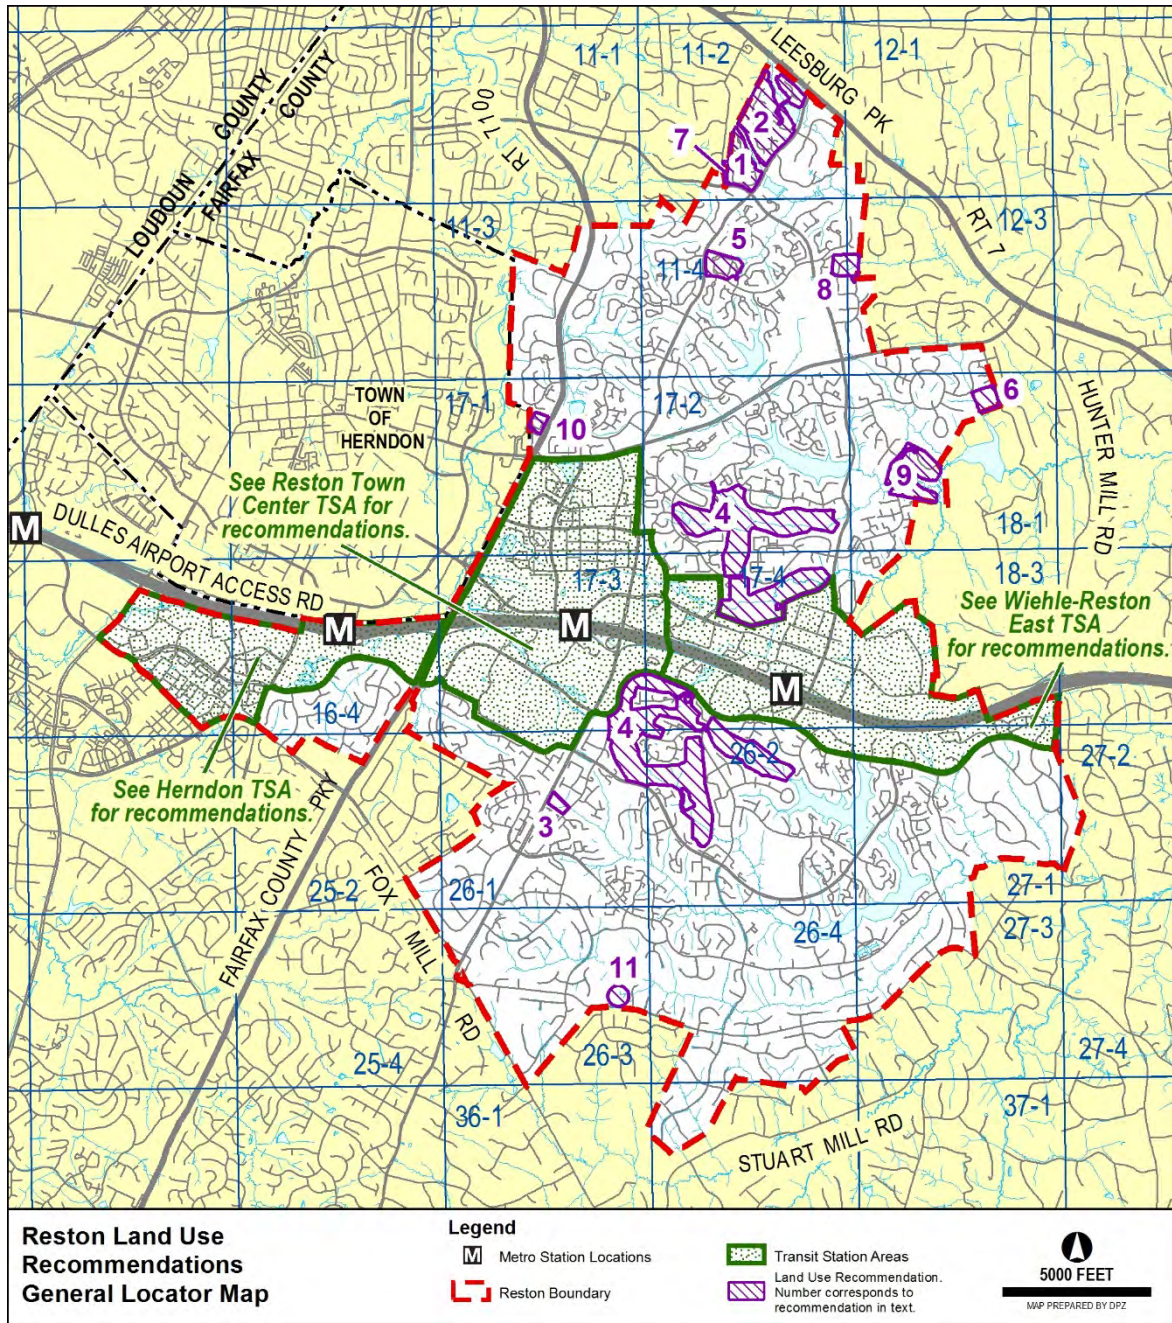 11-1
11-2
12-1
LEESBURG PK
LOUDOUN COUNTY
FAIRFAX COUNTY
RT 7100
2
7
1
12-3
11-3
RT 7
5
11-4
8
TOWN
OF
HERNDON
17-1
10
17-2
6
HUNTER MILL RD
See Reston Town
Center TSA for
recommendations.
9
4
18-1
M
DULLES AIRPORT ACCESS RD
17-3
17-4
18-3
See Wiehle-Reston
East TSA
for recommendations.
M
M
M
16-4
4
26-2
27-2
See Herndon TSA
for recommendations.
3
FAIRFAX COUNTY PKY
FOX MILL RD
25-2
26-1
27-1
26-4
27-3
11
25-4
26-3
27-4
36-1
37-1
STUART MILL RD
Reston Land Use
Recommendations
General Locator Map
Legend
M Metro Station Locations
Reston Boundary
Transit Station Areas
Land Use Recommendation.
Number corresponds to
recommendation in text.
5000 FEET
MAP PREPARED BY DPZ